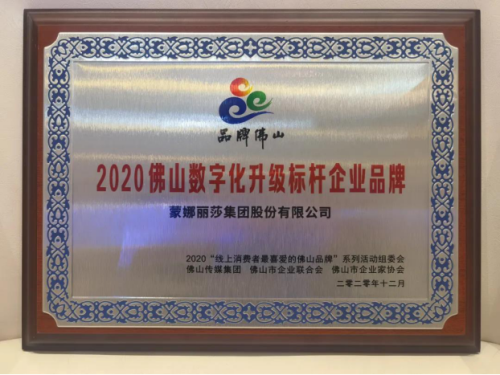 品牌佛山
2020佛山数字化升级标杆企业品牌
蒙娜丽莎集团股份有限公司
2020“线上消费者最喜爱的佛山品牌”系列活动组委会
佛山传媒集团 佛山市企业联合会 佛山市企业家协会
二零二零年十二月